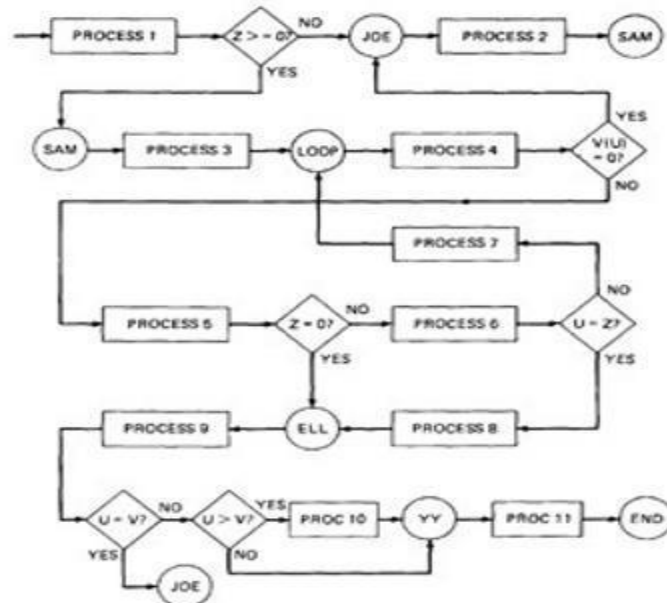 PROCESS 1
Z > = 0?
NO
JOE
PROCESS 2
SAM
YES
YES
SAM
PROCESS 3
LOOP
PROCESS 4
V(U) = 0?
NO
PROCESS 7
NO
PROCESS 5
Z = 0?
NO
PROCESS 6
U = Z?
YES
YES
PROCESS 9
ELL
PROCESS 8
U = V?
NO
U > V?
YES
PROC 10
YY
PROC 11
END
YES
NO
JOE